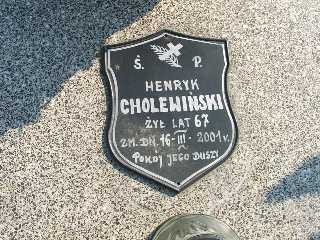 Ś. P.
HENRYK
CHOLEWIŃSKI
ŻYŁ LAT 67
ZM. DN. 16-III-2001 r.
POKÓJ JEGO DUSZY